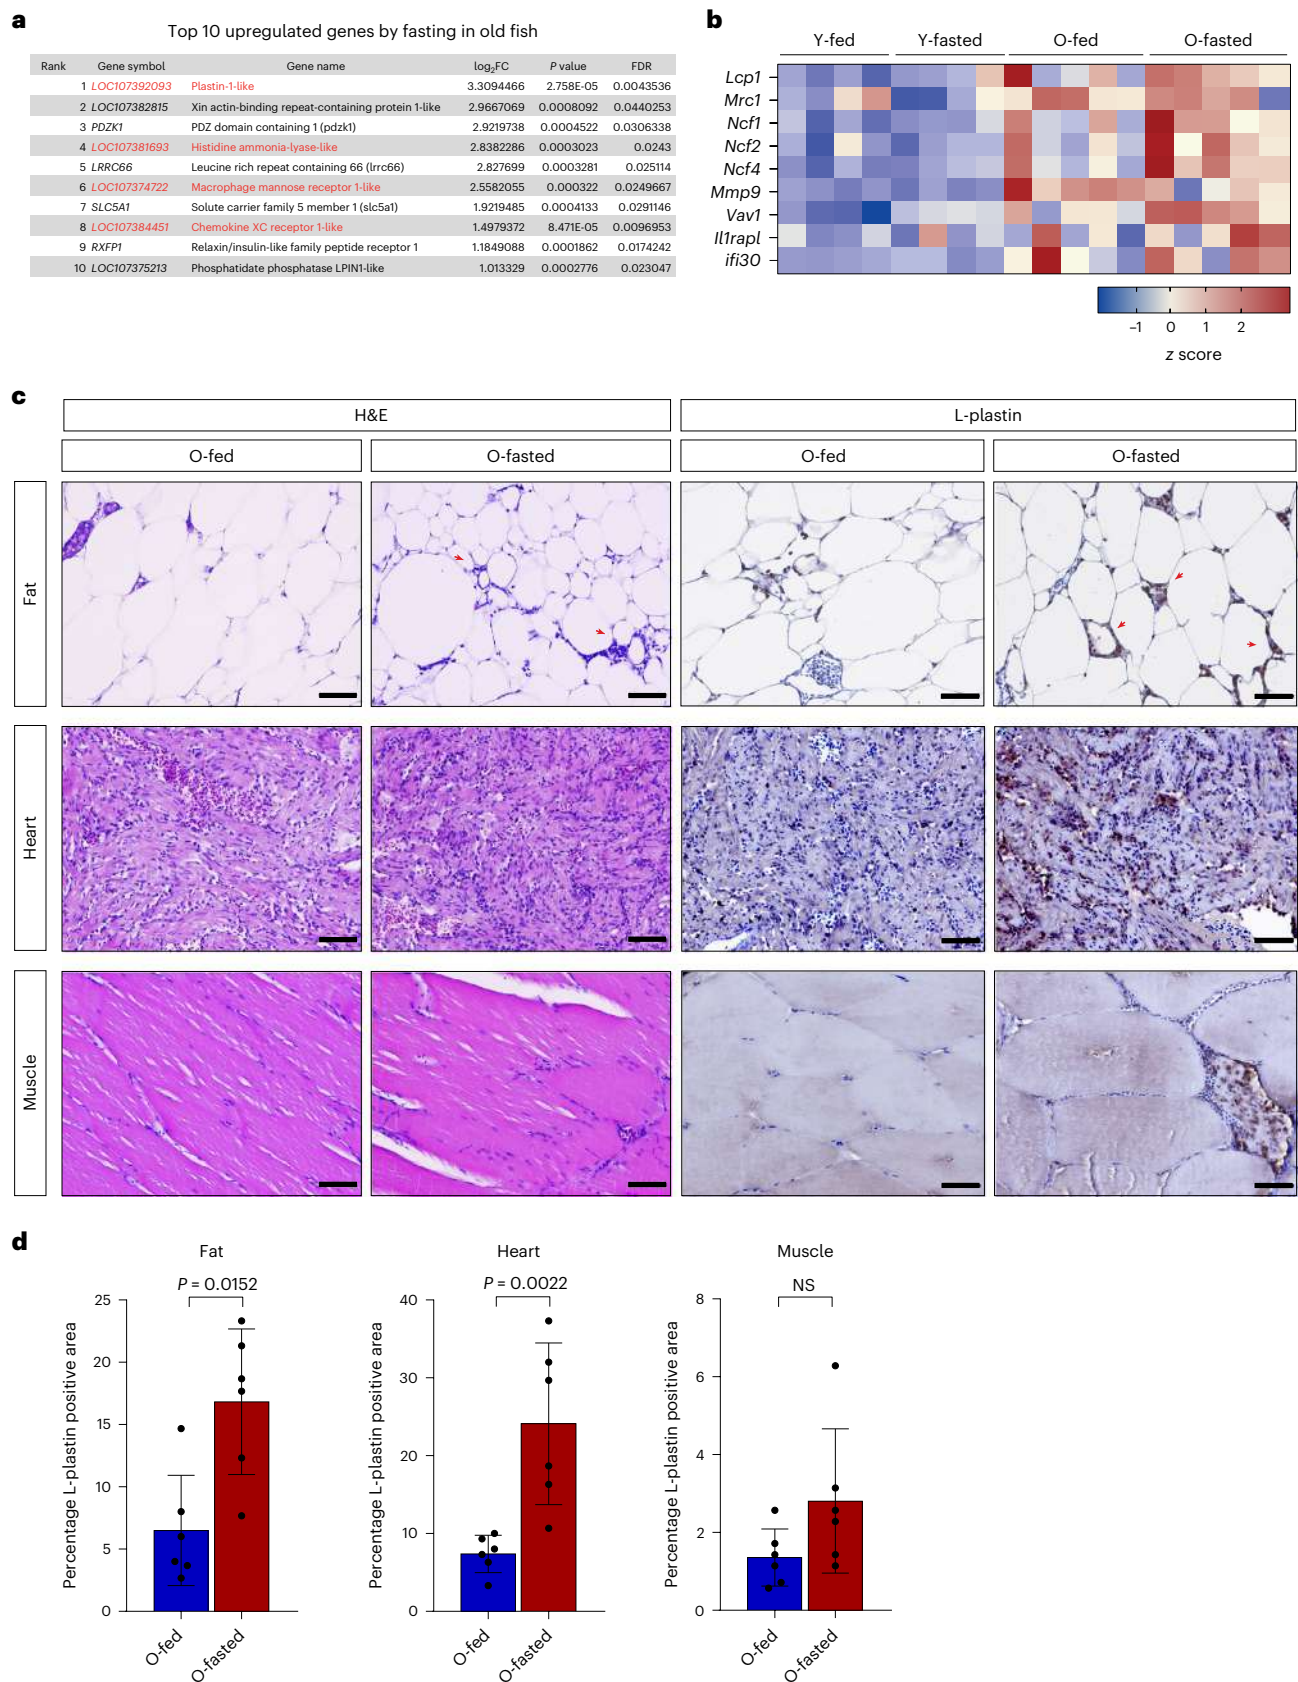 a
Top 10 upregulated genes by fasting in old fish
Rank Gene symbol Gene name log2FC P value FDR
1 LOC107392093 Plastin-1-like 3.3094466 2.758E-05 0.0043536
2 LOC107382815 Xin actin-binding repeat-containing protein 1-like 2.9667069 0.0008092 0.0440253
3 PDZK1 PDZ domain containing 1 (pdzk1) 2.9219738 0.0004522 0.0306338
4 LOC107381693 Histidine ammonia-lyase-like 2.8382286 0.0003023 0.0243
5 LRRC66 Leucine rich repeat containing 66 (lrrc66) 2.827699 0.0003281 0.025114
6 LOC107374722 Macrophage mannose receptor 1-like 2.5582055 0.000322 0.0249667
7 SLC5A1 Solute carrier family 5 member 1 (slc5a1) 1.9219485 0.0004133 0.0291146
8 LOC107384451 Chemokine XC receptor 1-like 1.4979372 8.471E-05 0.0096953
9 RXFP1 Relaxin/insulin-like family peptide receptor 1 1.1849088 0.0001862 0.0174242
10 LOC107375213 Phosphatidate phosphatase LPIN1-like 1.013329 0.0002776 0.023047
b
Y-fed Y-fasted O-fed O-fasted
Lcp1
Mrc1
Ncf1
Ncf2
Ncf4
Mmp9
Vav1
Il1rapl
ifi30
–1 0 1 2
z score
c
H&E L-plastin
O-fed O-fasted O-fed O-fasted
Fat
Heart
Muscle
d
Fat
P = 0.0152
Percentage L-plastin positive area
25
20
15
10
5
0
O-fed O-fasted
Heart
P = 0.0022
Percentage L-plastin positive area
40
30
20
10
0
O-fed O-fasted
Muscle
NS
Percentage L-plastin positive area
8
6
4
2
0
O-fed O-fasted